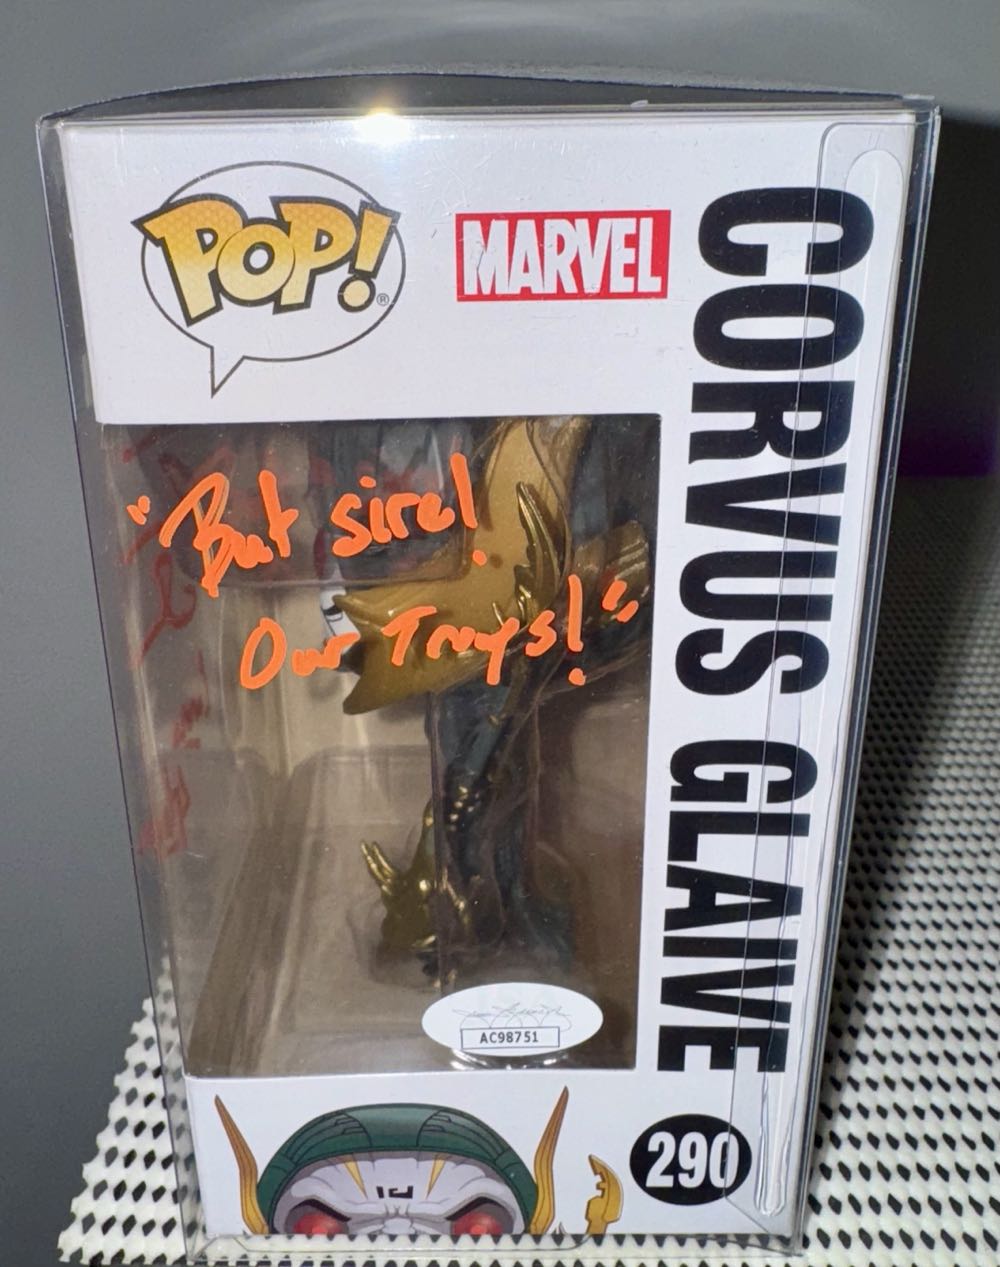 POP!®
MARVEL
CORVUS GLAIVE
"But sire!
Our Troops!"
AC98751
290